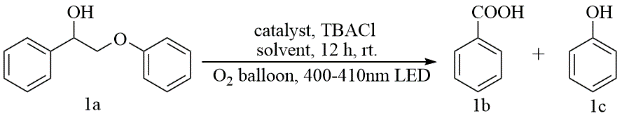 OH
O
1a
catalyst, TBACl
solvent, 12 h, rt.
O₂ balloon, 400-410nm LED
COOH
1b
+
OH
1c